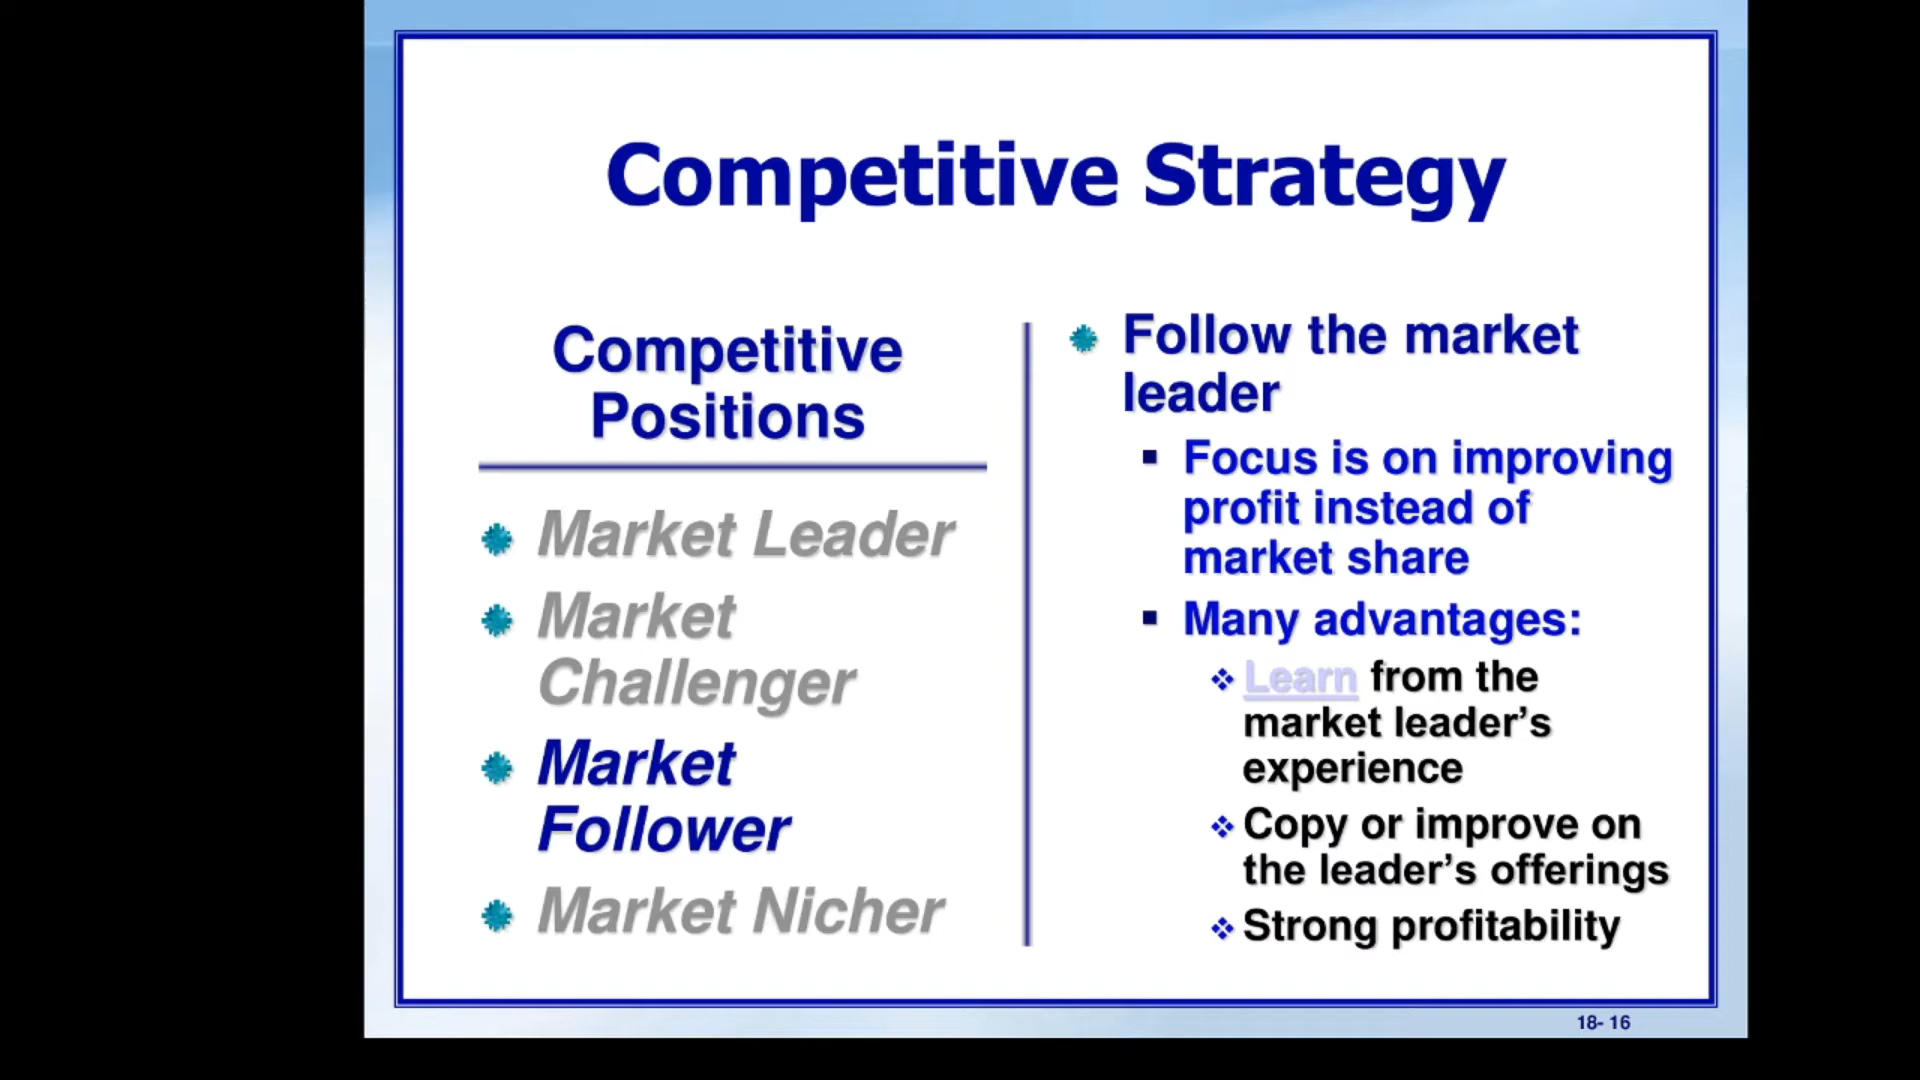 Competitive Strategy
Competitive
Positions
Market Leader
Market
Challenger
Market
Follower
Market Nicher
Follow the market
leader
Focus is on improving
profit instead of
market share
Many advantages:
Learn from the
market leader’s
experience
Copy or improve on
the leader’s offerings
Strong profitability
18- 16